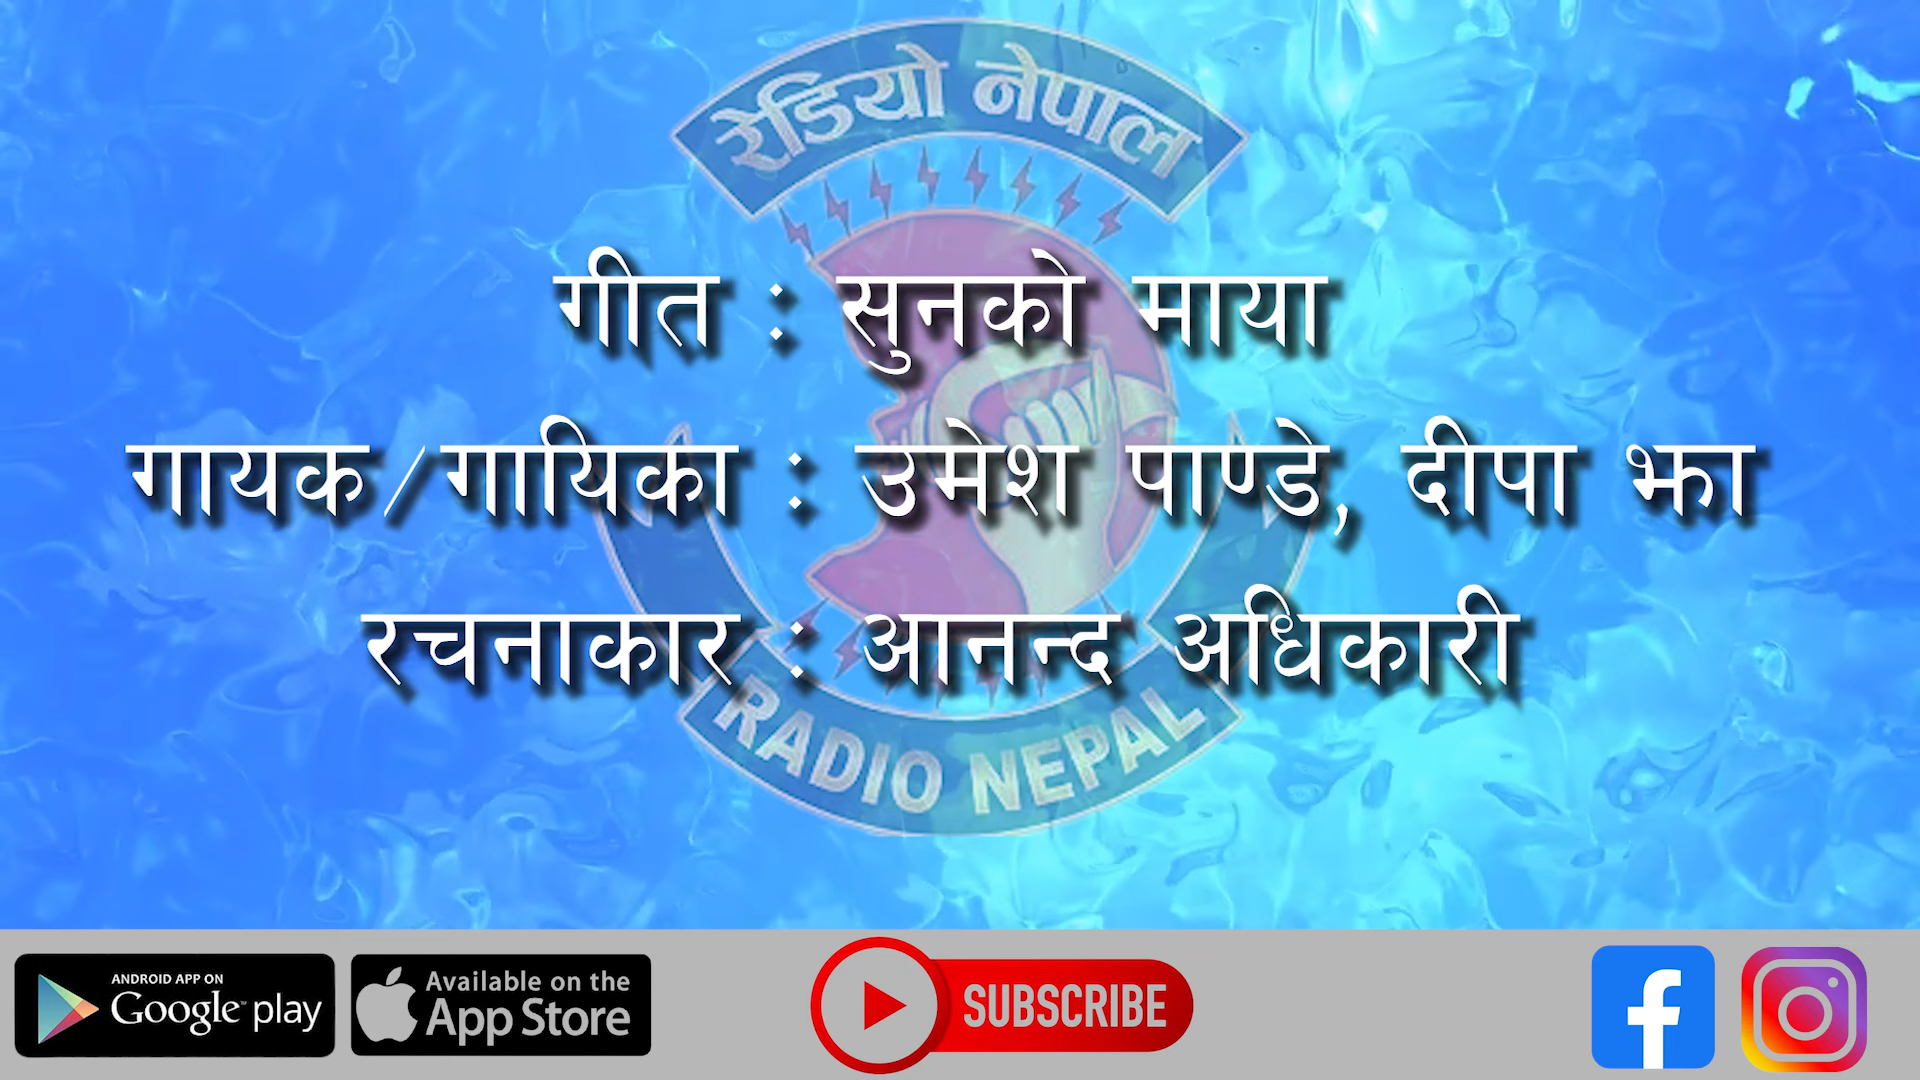 रेडियो नेपाल
गीत : सुनको माया
गायक/गायिका : उमेश पाण्डे, दीपा झा
रचनाकार : आनन्द अधिकारी
RADIO NEPAL
ANDROID APP ON
Google play
Available on the
App Store
SUBSCRIBE